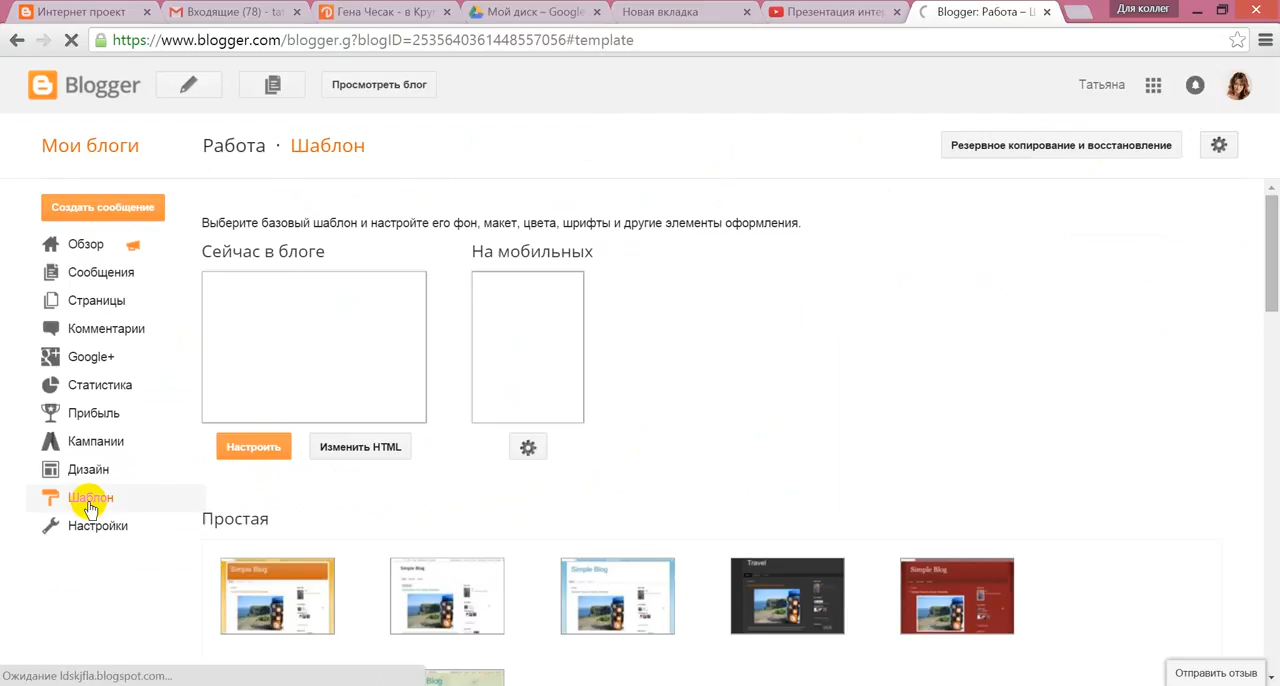 Интернет проект
Входящие (78) - tat
Гена Чесак - в Кру
Мой диск – Google
Новая вкладка
Презентация интер
Blogger: Работа – Ш
Для коллег
https://www.blogger.com/blogger.g?blogID=2535640361448557056#template
Blogger
Просмотреть блог
Татьяна
Мои блоги
Работа · Шаблон
Резервное копирование и восстановление
Создать сообщение
Обзор
Сообщения
Страницы
Комментарии
Google+
Статистика
Прибыль
Кампании
Дизайн
Шаблон
Настройки
Выберите базовый шаблон и настройте его фон, макет, цвета, шрифты и другие элементы оформления.
Сейчас в блоге
На мобильных
Настроить
Изменить HTML
Простая
Simple Blog
Simple Blog
Simple Blog
Travel
Simple Blog
Blog
Ожидание ldskjfla.blogspot.com...
Отправить отзыв